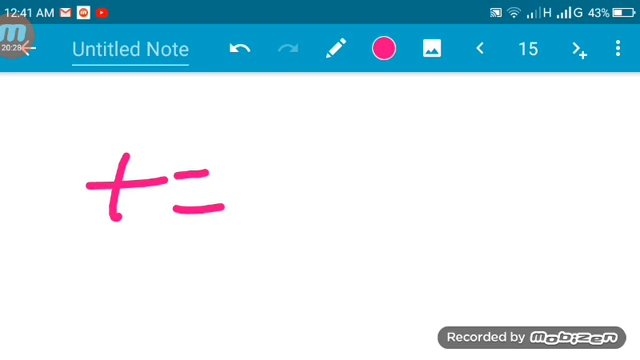 12:41 AM H G 43%
20:28 Untitled Note 15
+=
Recorded by
mobizen